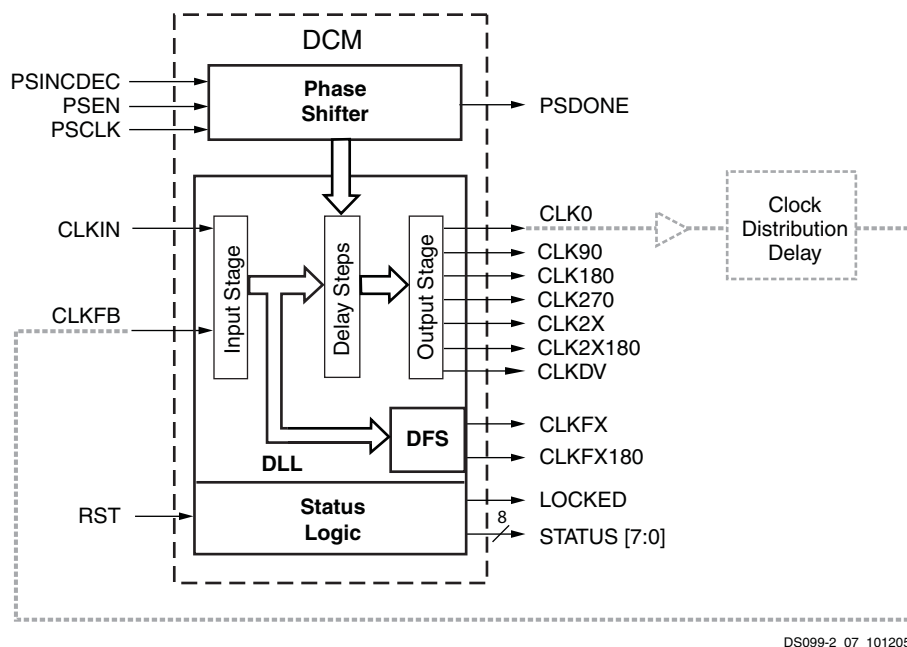 DCM
PSINCDEC
PSEN
PSCLK
Phase
Shifter
PSDONE
CLKIN
CLKFB
Input Stage
Delay Steps
Output Stage
CLK0
CLK90
CLK180
CLK270
CLK2X
CLK2X180
CLKDV
Clock
Distribution
Delay
DFS
CLKFX
CLKFX180
DLL
RST
Status
Logic
LOCKED
8
STATUS [7:0]
DS099-2_07_101205